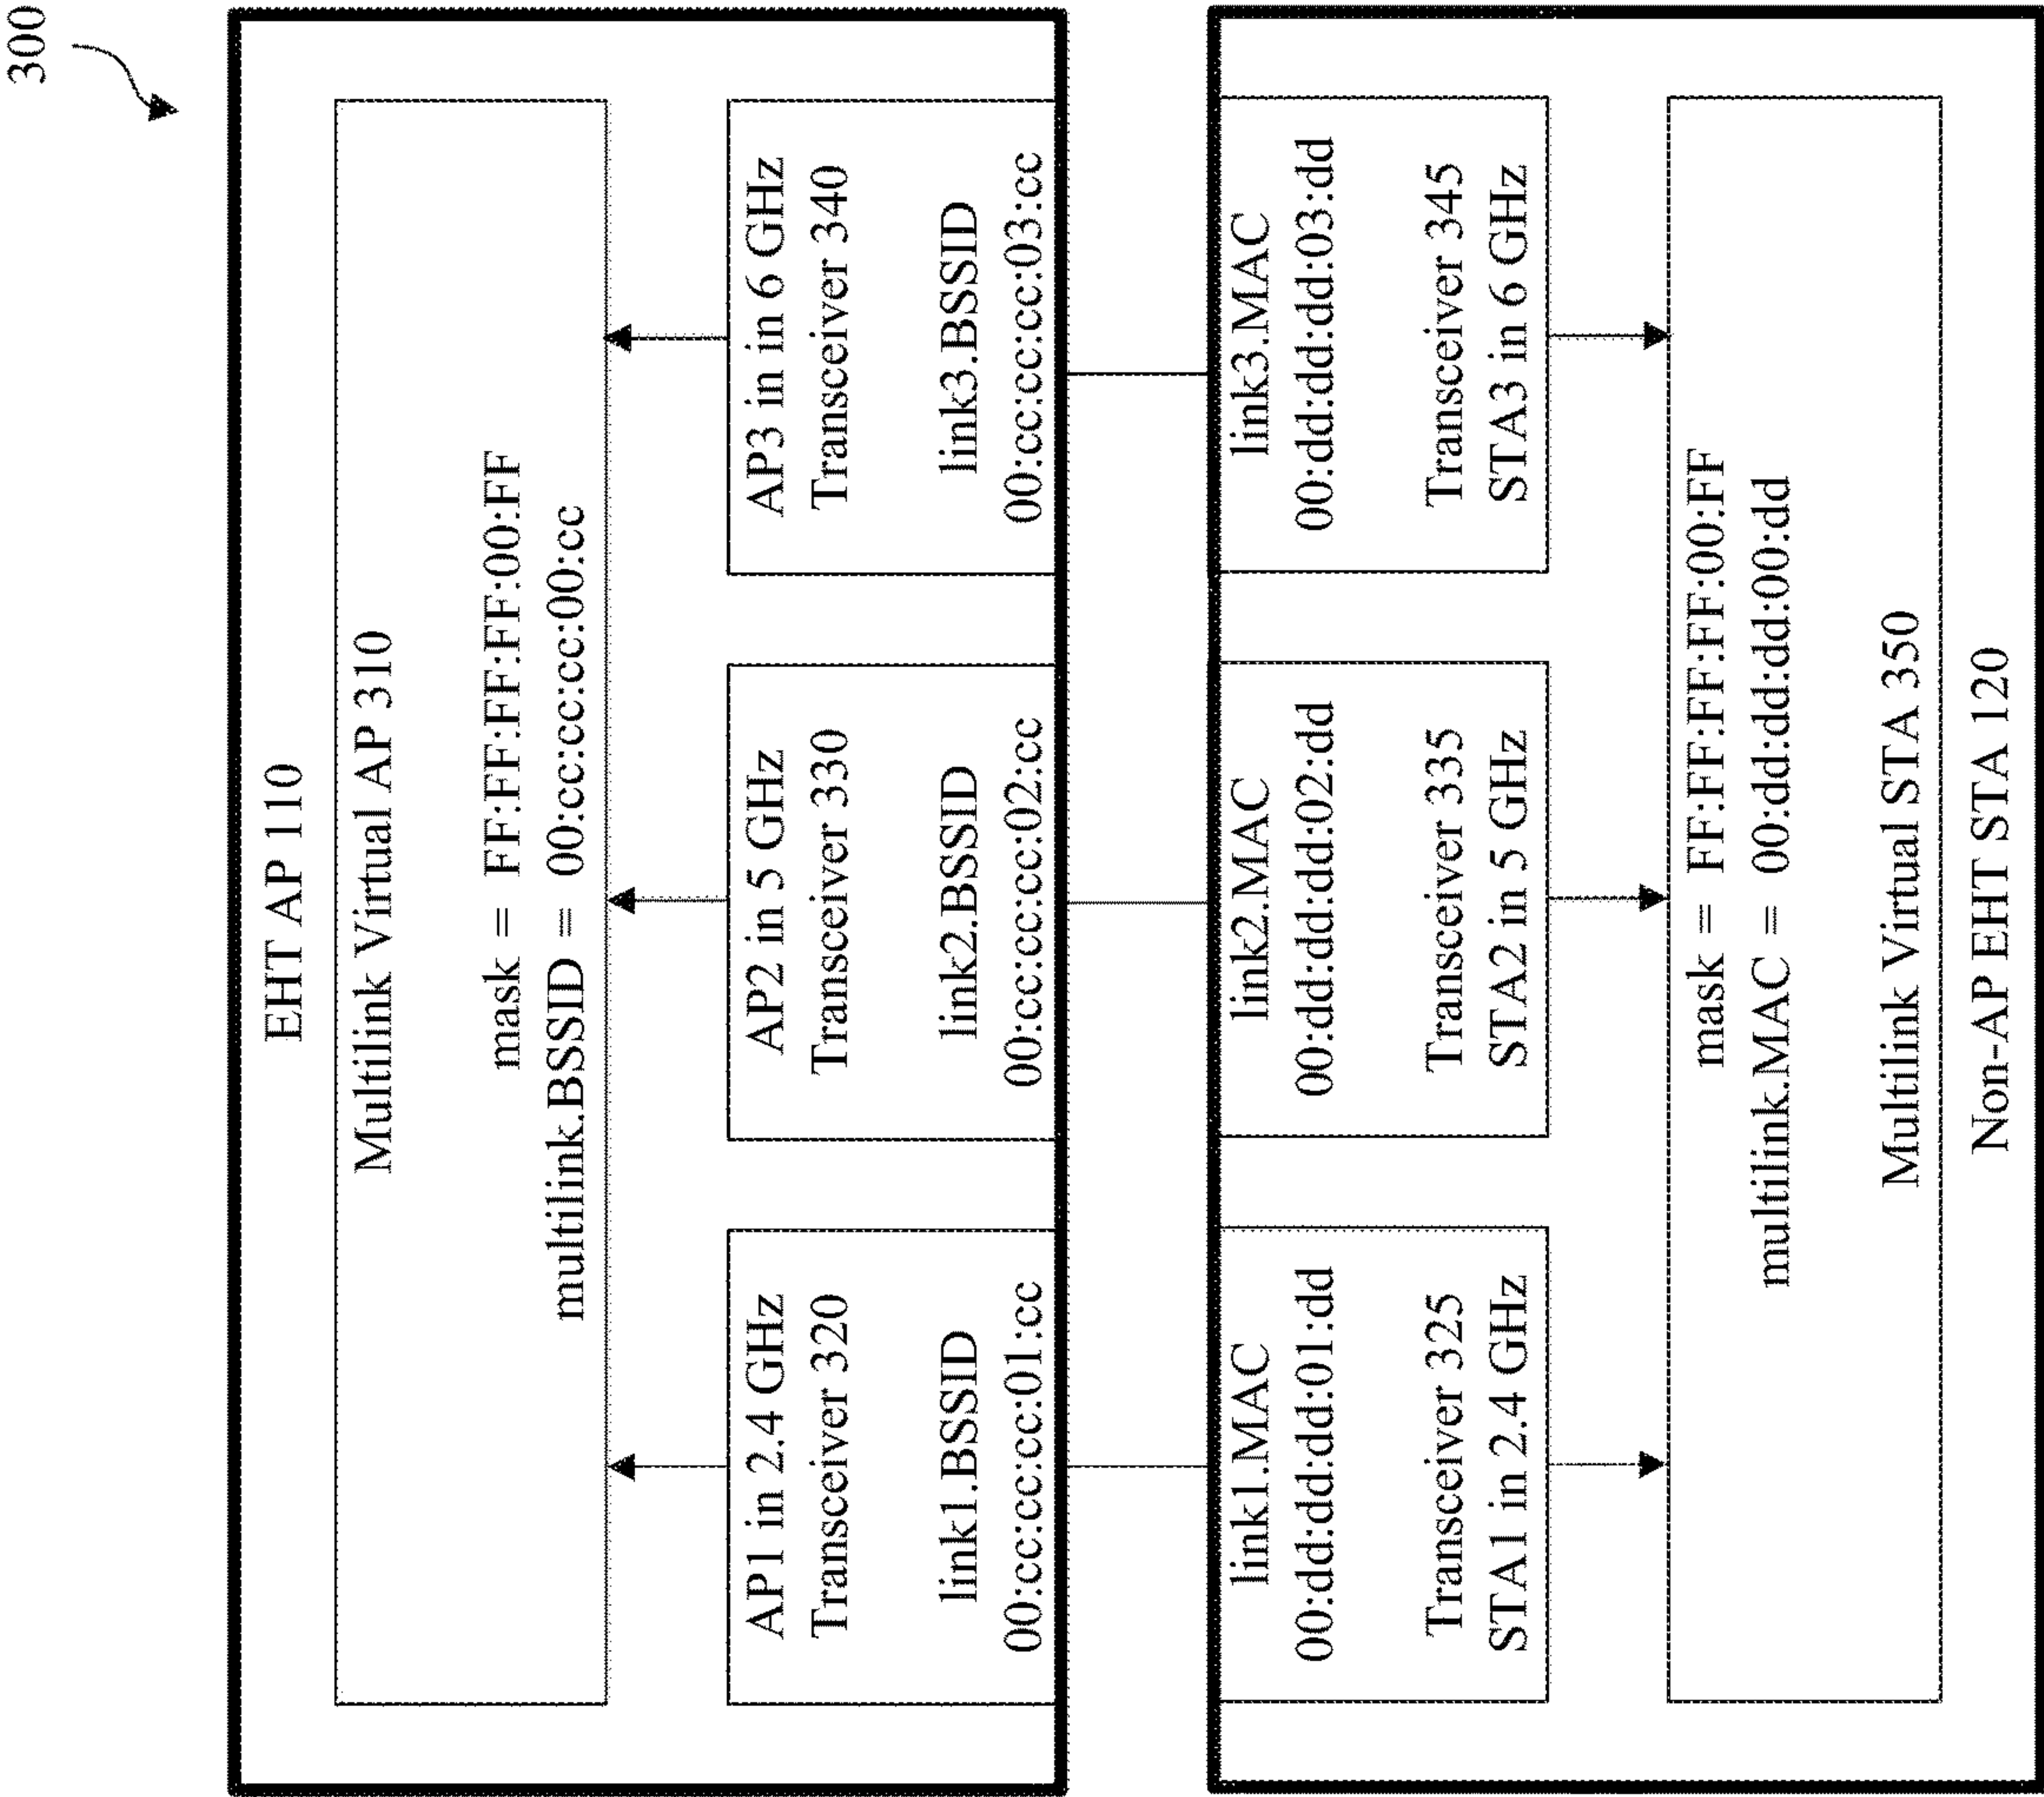 300
EHT AP 110
Multilink Virtual AP 310
mask = FF:FF:FF:FF:00:FF
multilink.BSSID = 00:cc:cc:cc:00:cc
AP1 in 2.4 GHz
Transceiver 320
link1.BSSID
00:cc:cc:cc:01:cc
AP2 in 5 GHz
Transceiver 330
link2.BSSID
00:cc:cc:cc:02:cc
AP3 in 6 GHz
Transceiver 340
link3.BSSID
00:cc:cc:cc:03:cc
link1.MAC
00:dd:dd:dd:01:dd
Transceiver 325
STA1 in 2.4 GHz
link2.MAC
00:dd:dd:dd:02:dd
Transceiver 335
STA2 in 5 GHz
link3.MAC
00:dd:dd:dd:03:dd
Transceiver 345
STA3 in 6 GHz
mask = FF:FF:FF:FF:00:FF
multilink.MAC = 00:dd:dd:dd:00:dd
Multilink Virtual STA 350
Non-AP EHT STA 120